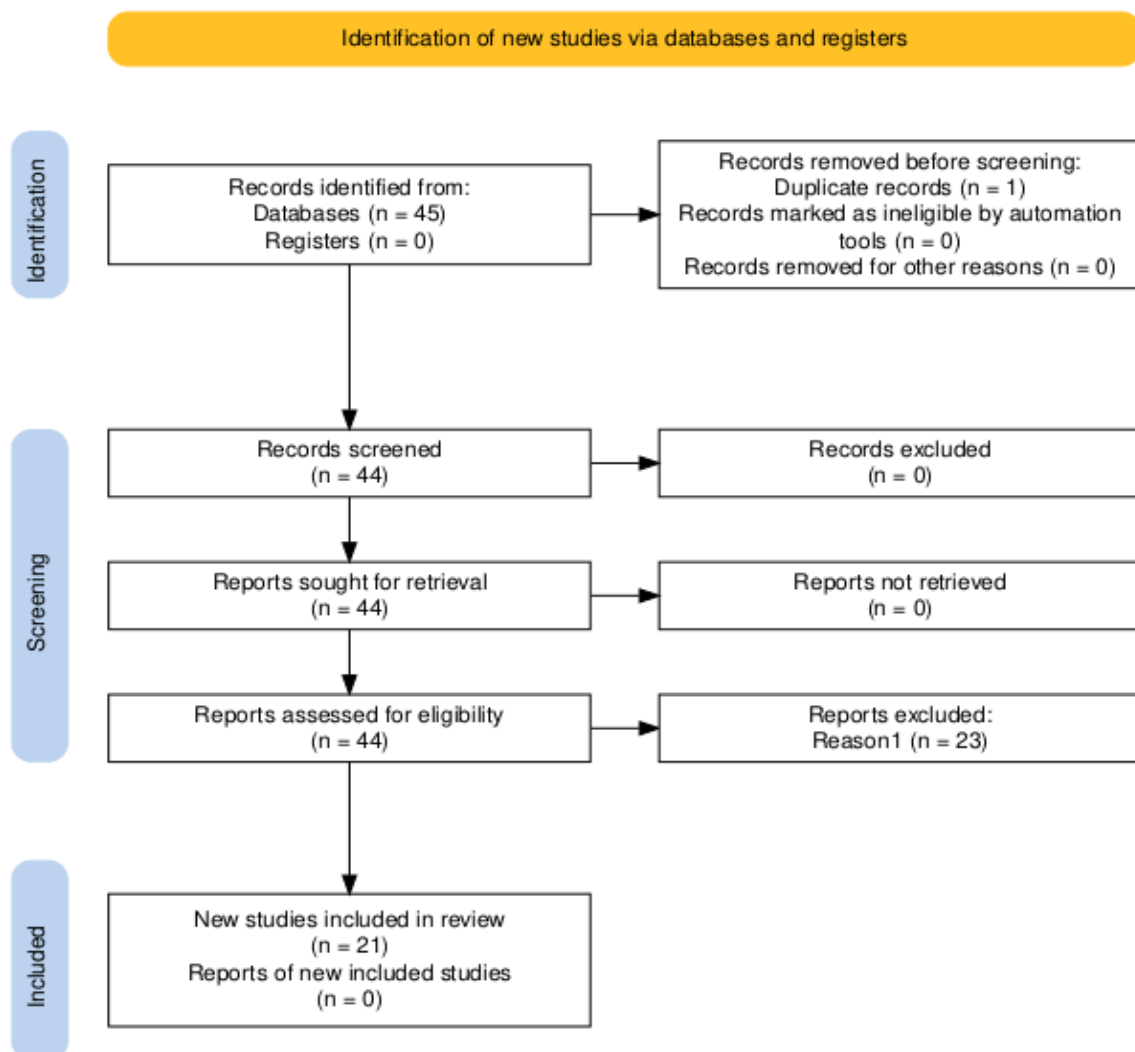 Identification of new studies via databases and registers
Identification
Records identified from:
Databases (n = 45)
Registers (n = 0)
Records removed before screening:
Duplicate records (n = 1)
Records marked as ineligible by automation
tools (n = 0)
Records removed for other reasons (n = 0)
Screening
Records screened
(n = 44)
Records excluded
(n = 0)
Reports sought for retrieval
(n = 44)
Reports not retrieved
(n = 0)
Reports assessed for eligibility
(n = 44)
Reports excluded:
Reason1 (n = 23)
Included
New studies included in review
(n = 21)
Reports of new included studies
(n = 0)